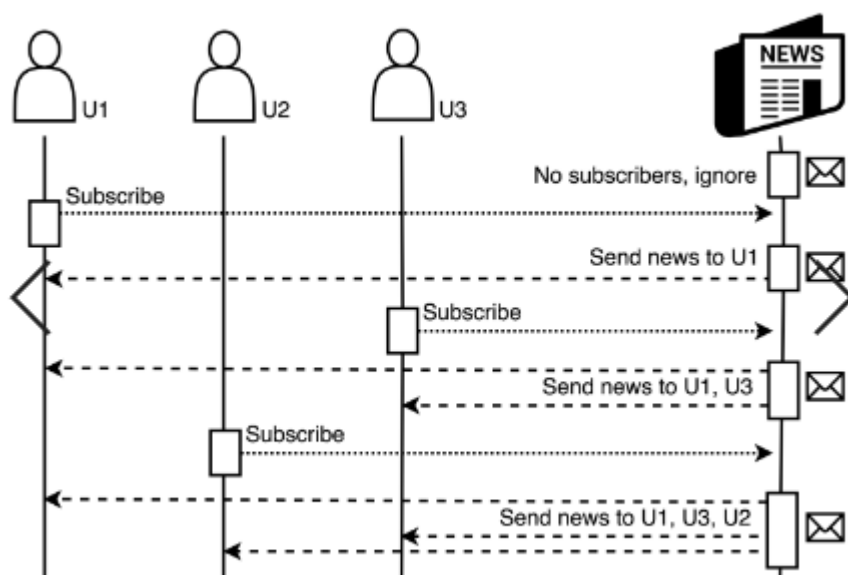 NEWS
U1
U2
U3
No subscribers, ignore
Subscribe
Send news to U1
Subscribe
Send news to U1, U3
Subscribe
Send news to U1, U3, U2